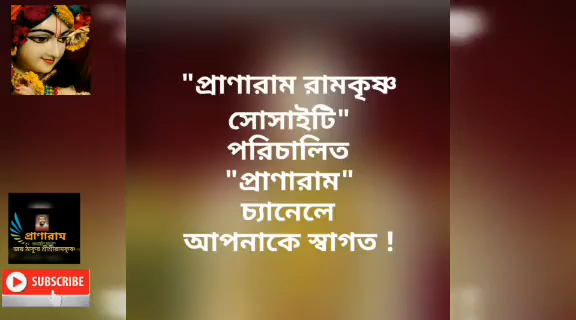 "প্রাণারাম রামকৃষ্ণ
সোসাইটি"
পরিচালিত
"প্রাণারাম"
চ্যানেলে
আপনাকে স্বাগত !
প্রাণারাম
SUBSCRIBE